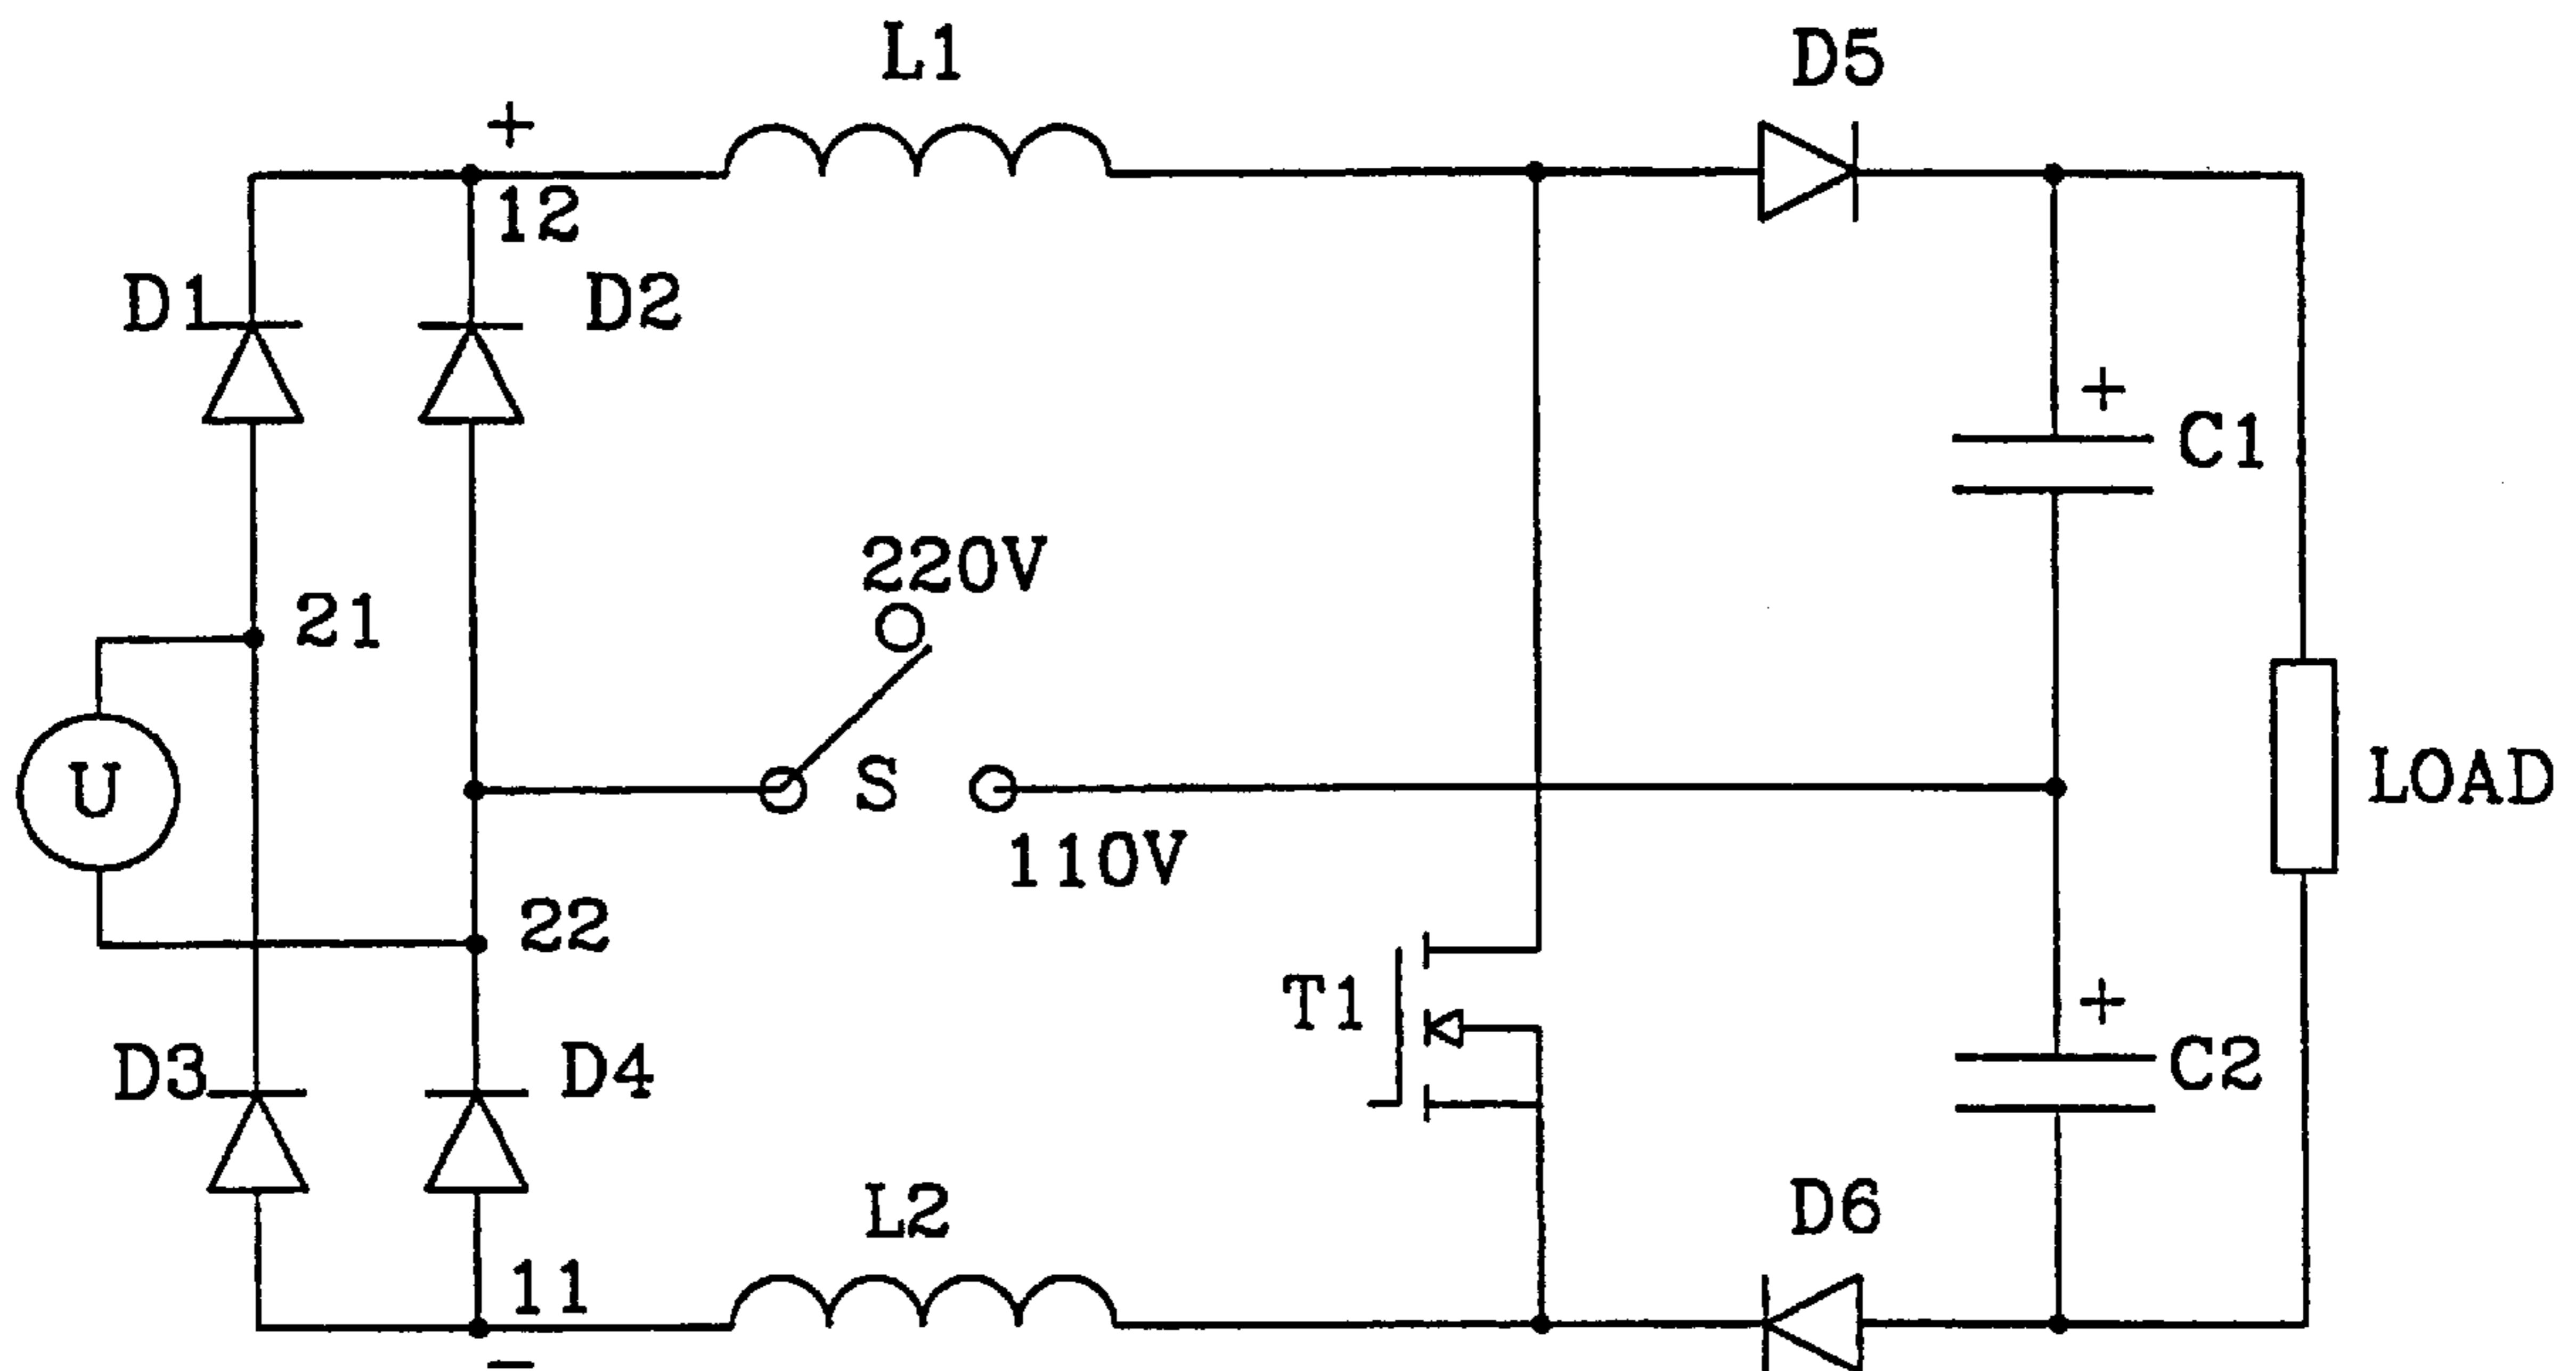 L1
D5
+
12
D1
D2
+
C1
220V
21
U
S
LOAD
110V
22
T1
+
D3
D4
C2
L2
D6
11
−